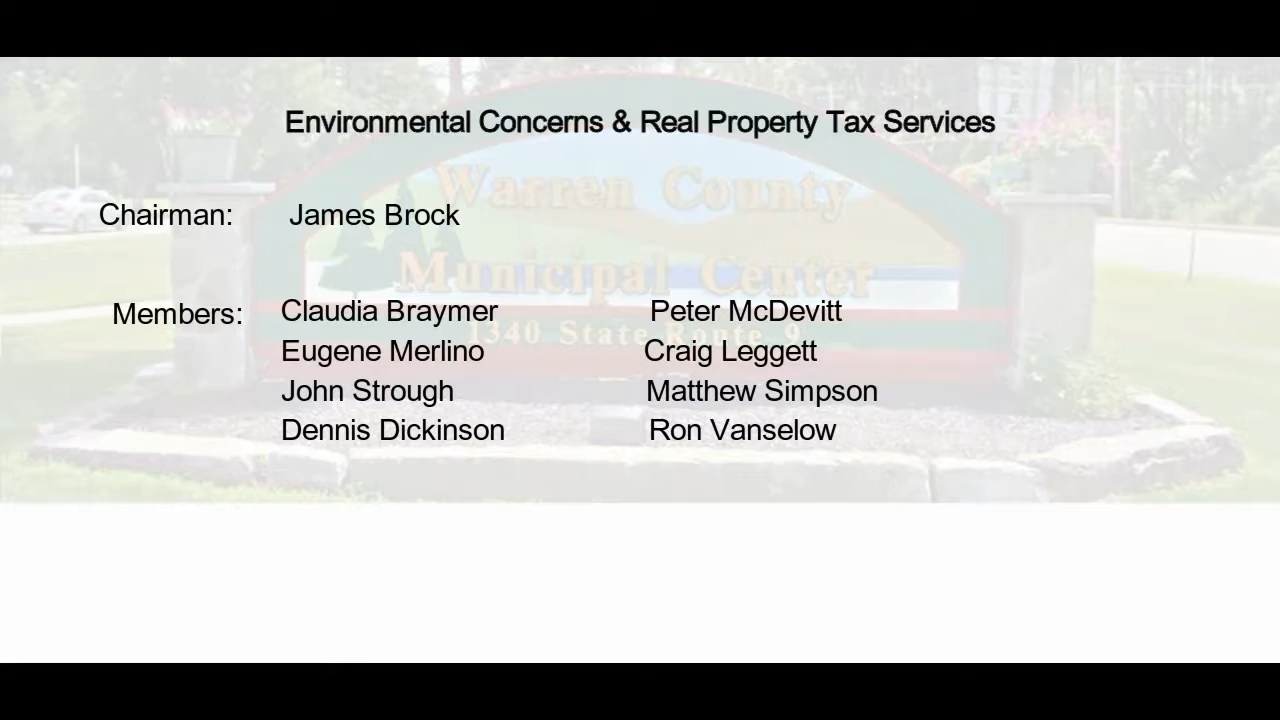 Environmental Concerns & Real Property Tax Services
Warren County
Chairman: James Brock
Municipal Center
Members: Claudia Braymer Peter McDevitt
1340 State Route 9
Eugene Merlino Craig Leggett
John Strough Matthew Simpson
Dennis Dickinson Ron Vanselow